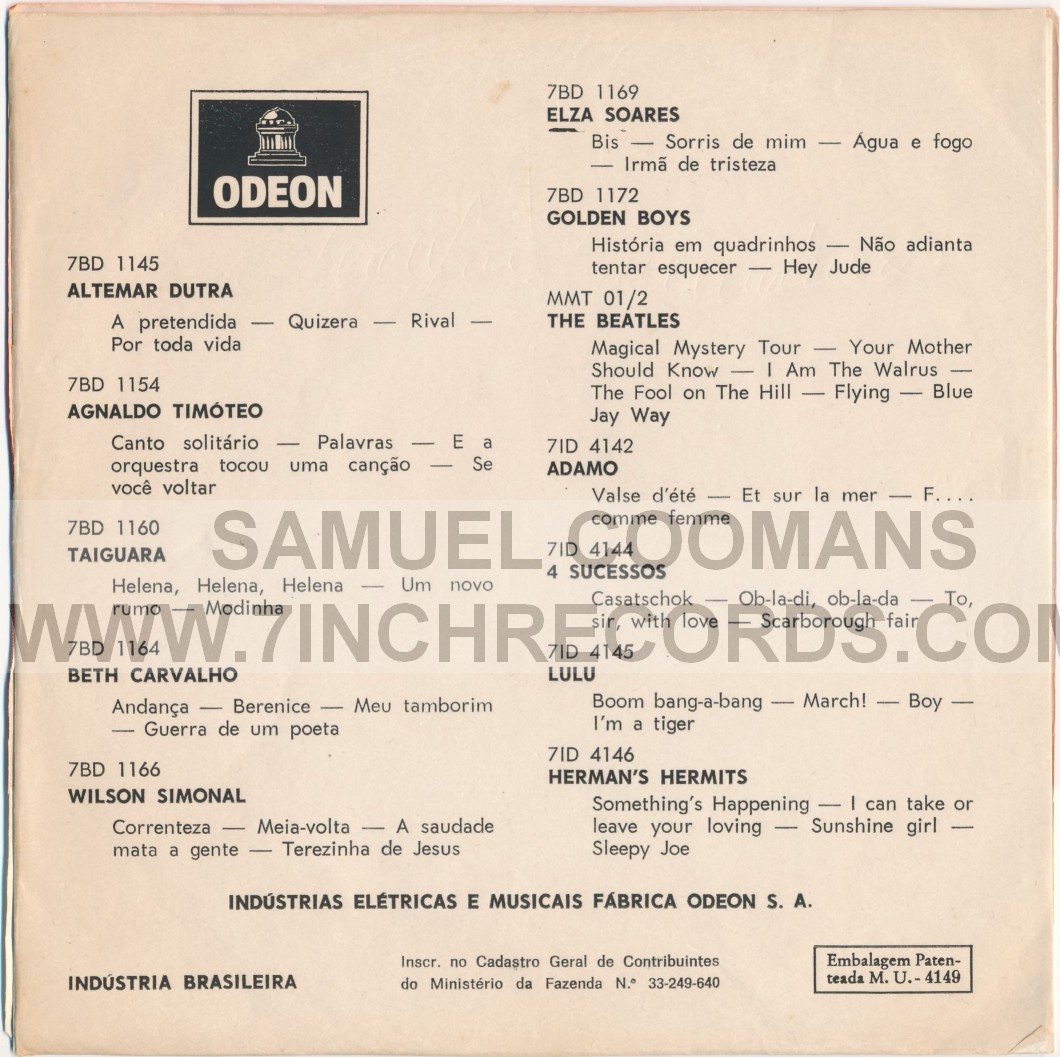 ODEON
7BD 1145
ALTEMAR DUTRA
A pretendida — Quizera — Rival —
Por toda vida
7BD 1154
AGNALDO TIMÓTEO
Canto solitário — Palavras — E a
orquestra tocou uma canção — Se
você voltar
7BD 1160
TAIGUARA
Helena, Helena, Helena — Um novo
rumo — Modinha
7BD 1164
BETH CARVALHO
Andança — Berenice — Meu tamborim
— Guerra de um poeta
7BD 1166
WILSON SIMONAL
Correnteza — Meia-volta — A saudade
mata a gente — Terezinha de Jesus
7BD 1169
ELZA SOARES
Bis — Sorris de mim — Água e fogo
— Irmã de tristeza
7BD 1172
GOLDEN BOYS
História em quadrinhos — Não adianta
tentar esquecer — Hey Jude
MMT 01/2
THE BEATLES
Magical Mystery Tour — Your Mother
Should Know — I Am The Walrus —
The Fool on The Hill — Flying — Blue
Jay Way
7ID 4142
ADAMO
Valse d'été — Et sur la mer — F....
comme femme
7ID 4144
4 SUCESSOS
Casatschok — Ob-la-di, ob-la-da — To,
sir, with love — Scarborough fair
7ID 4145
LULU
Boom bang-a-bang — March! — Boy —
I'm a tiger
7ID 4146
HERMAN'S HERMITS
Something's Happening — I can take or
leave your loving — Sunshine girl —
Sleepy Joe
SAMUEL COOMANS
WWW.7INCHRECORDS.COM
INDÚSTRIAS ELÉTRICAS E MUSICAIS FÁBRICA ODEON S. A.
INDÚSTRIA BRASILEIRA
Inscr. no Cadastro Geral de Contribuintes
do Ministério da Fazenda N.º 33-249-640
Embalagem Paten-
teada M. U. - 4149